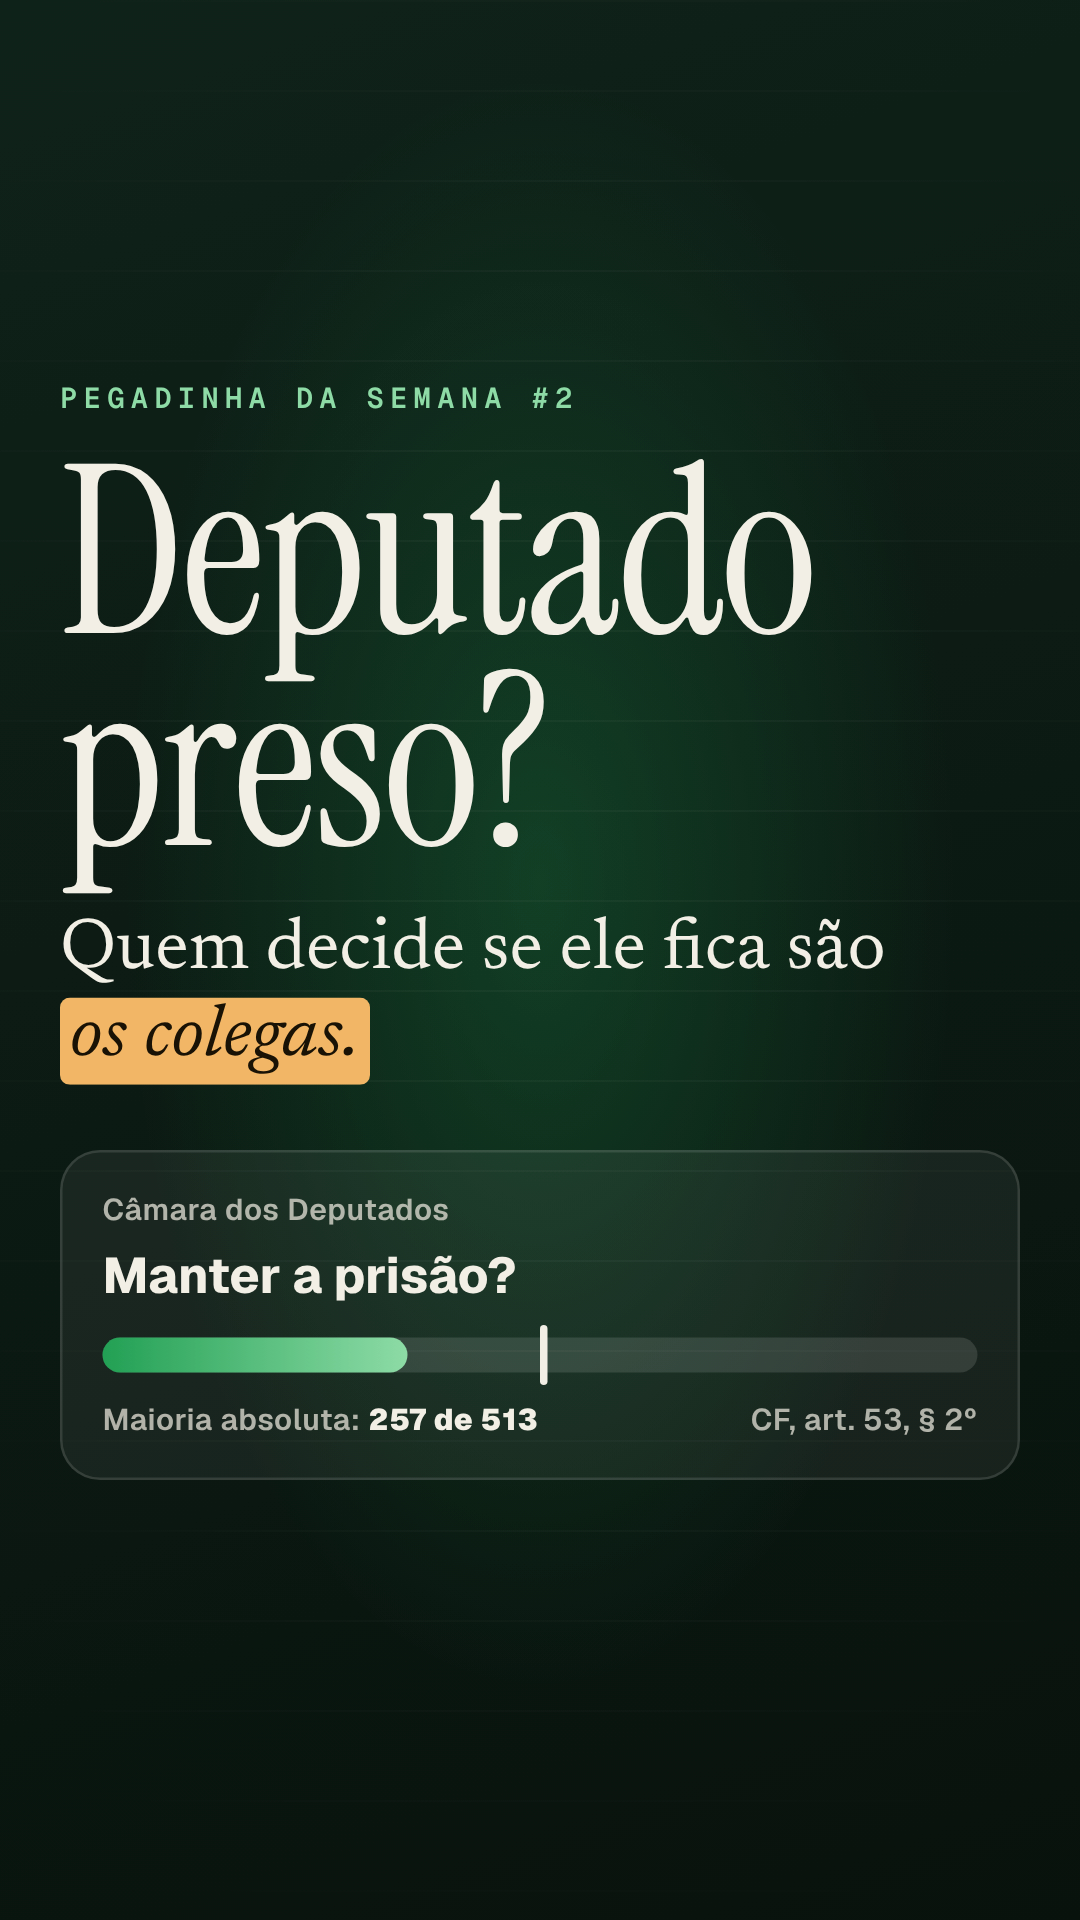 PEGADINHA DA SEMANA #2
Deputado
preso?
Quem decide se ele fica são
os colegas.
Câmara dos Deputados
Manter a prisão?
Maioria absoluta: 257 de 513
CF, art. 53, § 2º